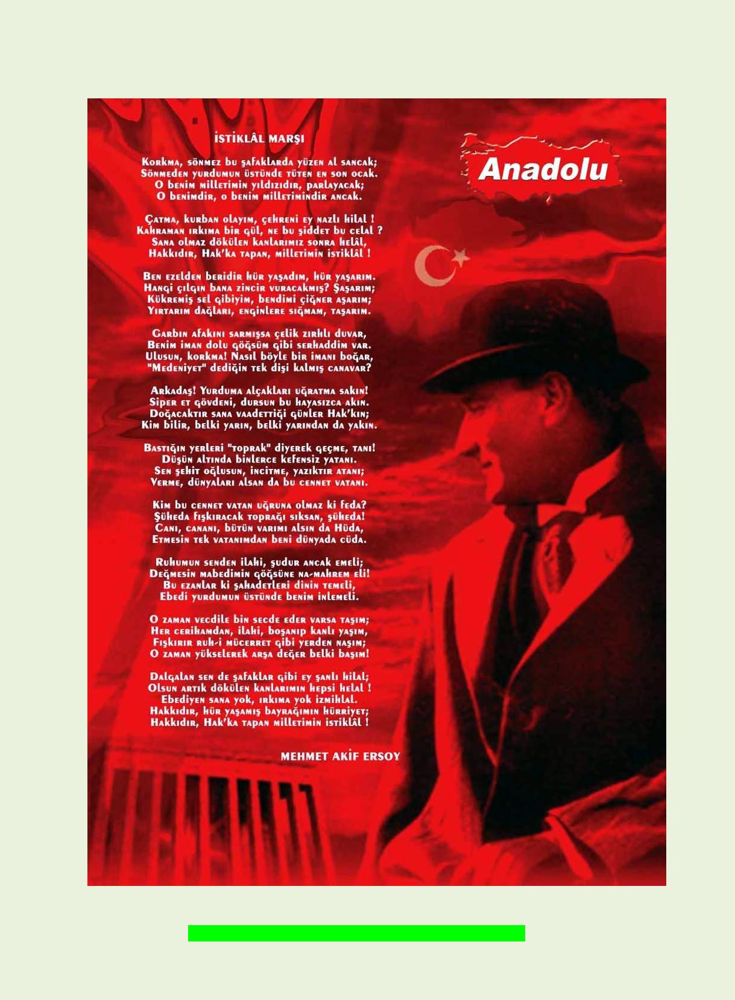 İSTİKLÂL MARŞI
Anadolu
Korkma, sönmez bu şafaklarda yüzen al sancak;
Sönmeden yurdumun üstünde tüten en son ocak.
O benim milletimin yıldızıdır, parlayacak;
O benimdir, o benim milletimindir ancak.
Çatma, kurban olayım, çehreni ey nazlı hilal !
Kahraman ırkıma bir gül, ne bu şiddet bu celal ?
Sana olmaz dökülen kanlarımız sonra helâl,
Hakkıdır, Hak'ka tapan, milletimin istiklâl !
Ben ezelden beridir hür yaşadım, hür yaşarım.
Hangi çılgın bana zincir vuracakmış? Şaşarım;
Kükremiş sel gibiyim, bendimi çiğner aşarım;
Yırtarım dağları, enginlere sığmam, taşarım.
Garbın afakını sarmışsa çelik zırhlı duvar,
Benim iman dolu göğsüm gibi serhaddim var.
Ulusun, korkma! Nasıl böyle bir imanı boğar,
"Medeniyet" dediğin tek dişi kalmış canavar?
Arkadaş! Yurduma alçakları uğratma sakın!
Siper et gövdeni, dursun bu hayasızca akın.
Doğacaktır sana vaadettiği günler Hak'kın;
Kim bilir, belki yarın, belki yarından da yakın.
Bastığın yerleri "toprak" diyerek geçme, tanı!
Düşün altında binlerce kefensiz yatanı.
Sen şehit oğlusun, incitme, yazıktır atanı;
Verme, dünyaları alsan da bu cennet vatanı.
Kim bu cennet vatan uğruna olmaz ki feda?
Şüheda fışkıracak toprağı sıksan, şüheda!
Canı, cananı, bütün varımı alsın da Hüda,
Etmesin tek vatanımdan beni dünyada cüda.
Ruhumun senden ilahi, şudur ancak emeli;
Değmesin mabedimin göğsüne na-mahrem eli!
Bu ezanlar ki şahadetleri dinin temeli,
Ebedi yurdumun üstünde benim inlemeli.
O zaman vecdile bin secde eder varsa taşım;
Her cerihamdan, ilahi, boşanıp kanlı yaşım,
Fışkırır ruh-i mücerret gibi yerden naşım;
O zaman yükselerek arşa değer belki başım!
Dalgalan sen de şafaklar gibi ey şanlı hilal;
Olsun artık dökülen kanlarımın hepsi helal !
Ebediyen sana yok, ırkıma yok izmihlal.
Hakkıdır, hür yaşamış bayrağımın hürriyet;
Hakkıdır, Hak'ka tapan milletimin istiklâl !
MEHMET AKİF ERSOY